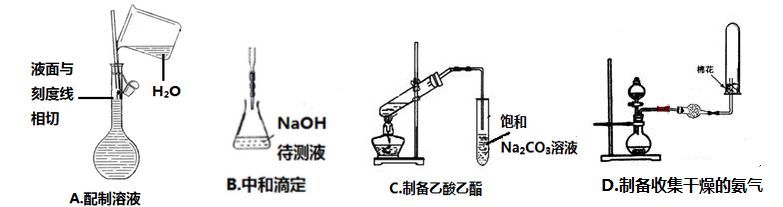 液面与
刻度线
相切
H₂O
A.配制溶液
NaOH
待测液
B.中和滴定
饱和
Na₂CO₃溶液
C.制备乙酸乙酯
棉花
D.制备收集干燥的氨气